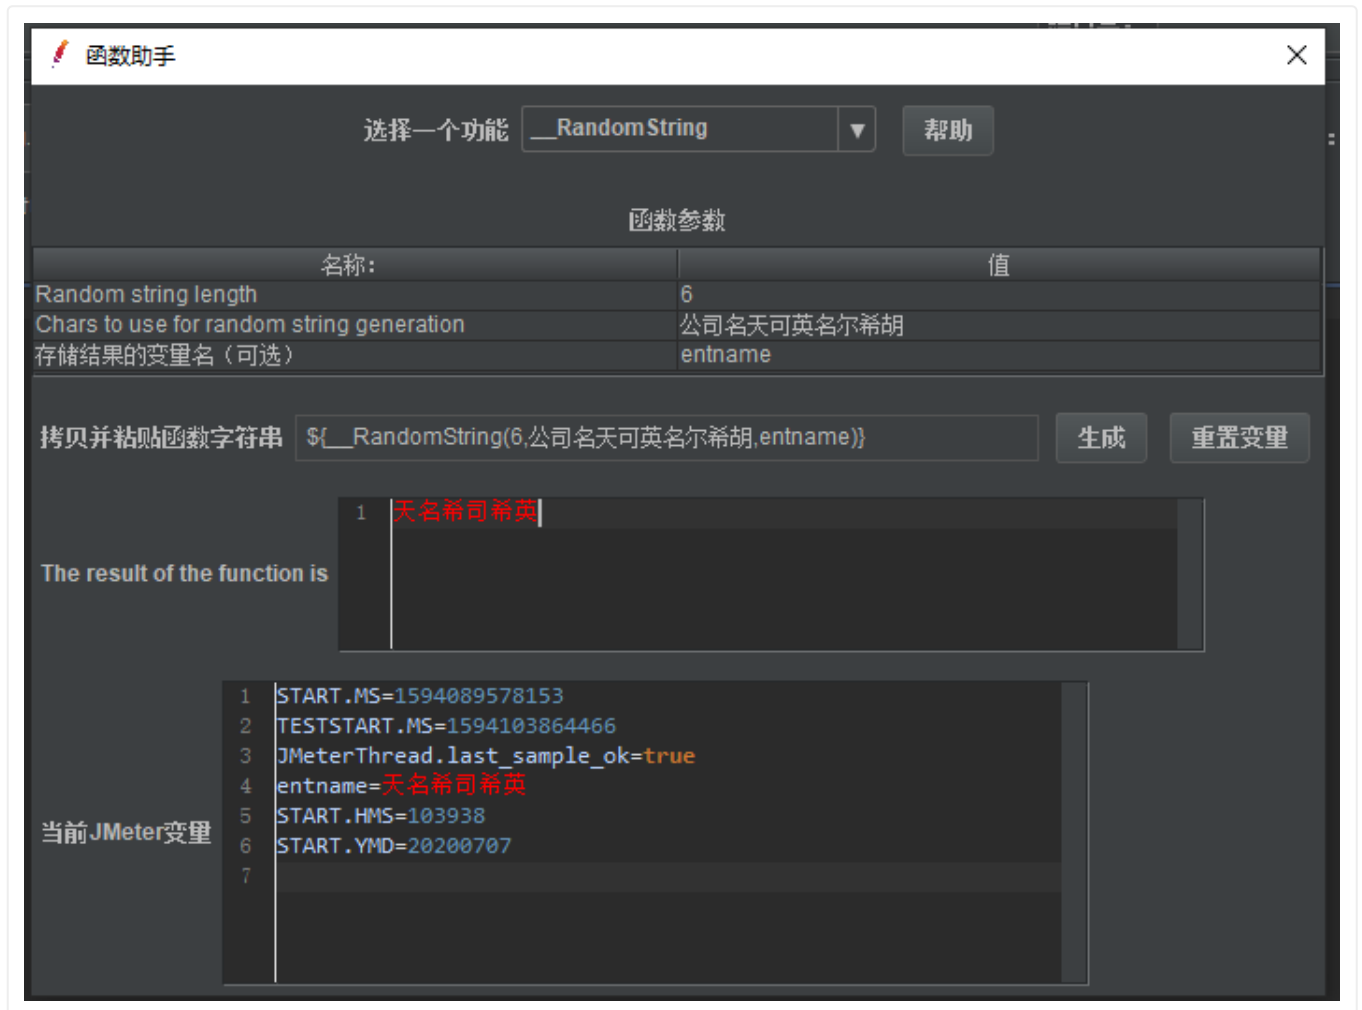 函数助手
选择一个功能 __RandomString ▼ 帮助
函数参数
名称: 值
Random string length 6
Chars to use for random string generation 公司名天可英名尔希胡
存储结果的变量名（可选） entname
拷贝并粘贴函数字符串 ${__RandomString(6,公司名天可英名尔希胡,entname)} 生成 重置变量
1 天名希司希英
The result of the function is
1 START.MS=1594089578153
2 TESTSTART.MS=1594103864466
3 JMeterThread.last_sample_ok=true
4 entname=天名希司希英
5 START.HMS=103938
当前JMeter变量
6 START.YMD=20200707
7